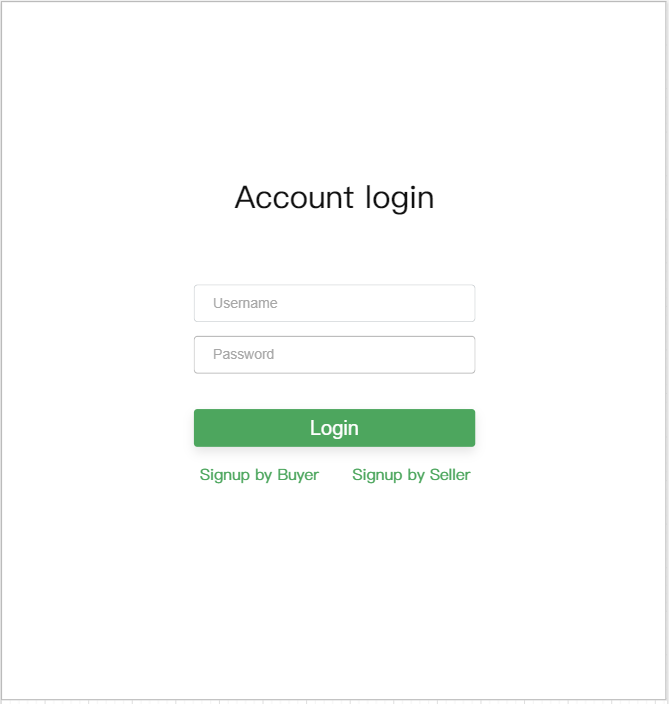 Account login
Username
Password
Login
Signup by Buyer Signup by Seller